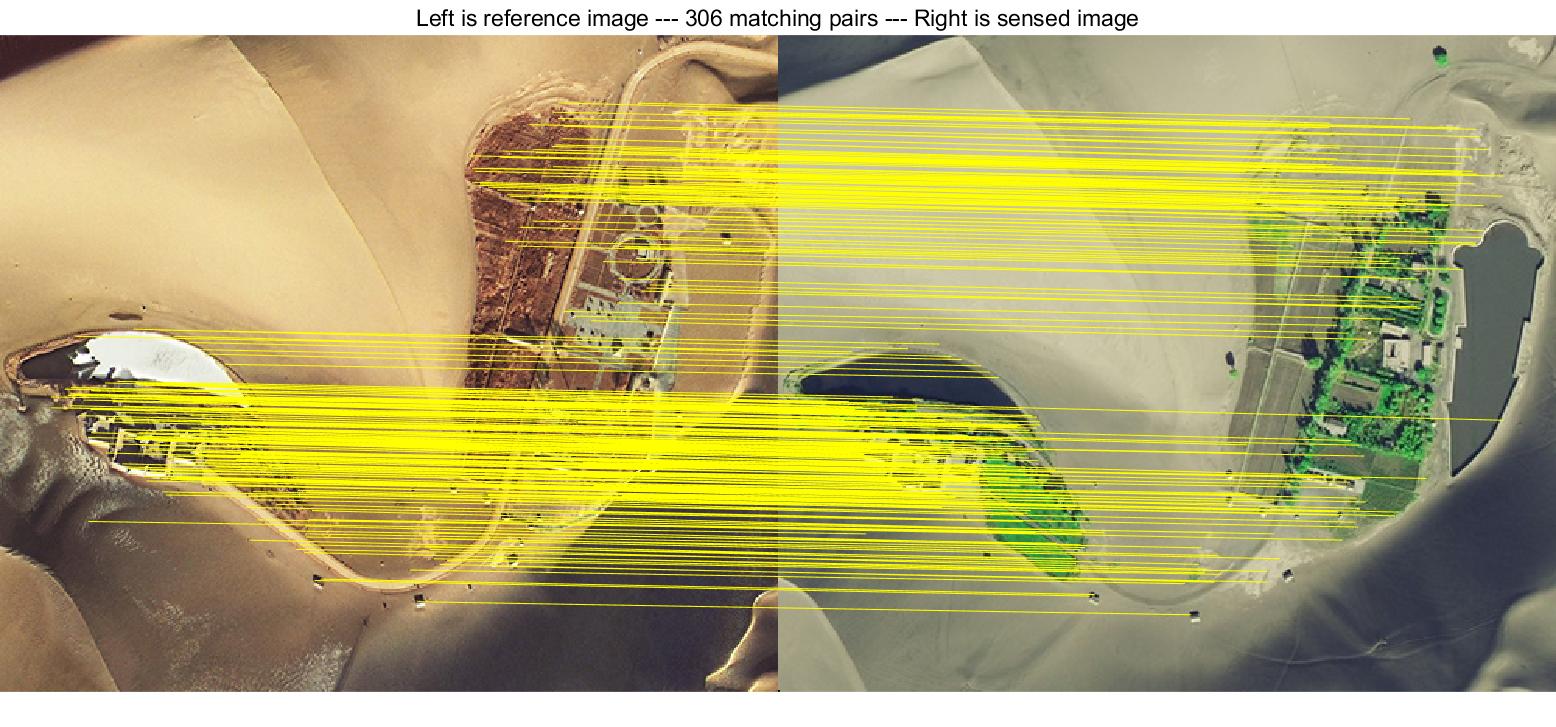 Left is reference image --- 306 matching pairs --- Right is sensed image